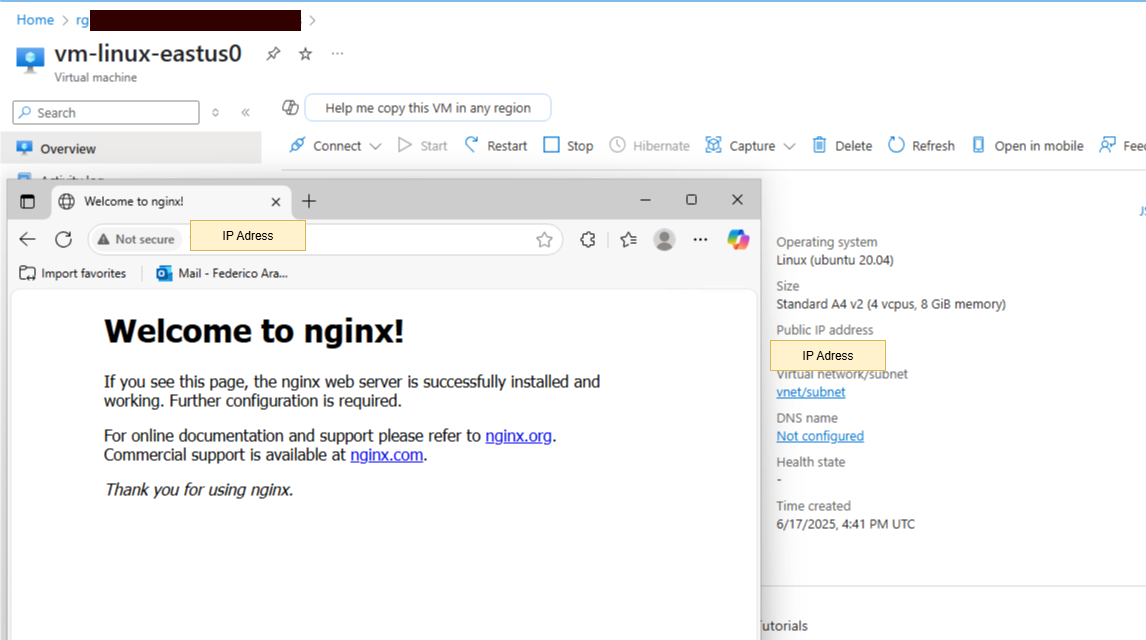 Home > rg >
vm-linux-eastus0 ...
Virtual machine
Search
Help me copy this VM in any region
Overview
Connect Start Restart Stop Hibernate Capture Delete Refresh Open in mobile Feed
Activity log
Welcome to nginx!
Not secure
IP Adress
Import favorites
Mail - Federico Ara...
Welcome to nginx!
If you see this page, the nginx web server is successfully installed and
working. Further configuration is required.
For online documentation and support please refer to nginx.org.
Commercial support is available at nginx.com.
Thank you for using nginx.
Operating system
Linux (ubuntu 20.04)
Size
Standard A4 v2 (4 vcpus, 8 GiB memory)
Public IP address
IP Adress
Virtual network/subnet
vnet/subnet
DNS name
Not configured
Health state
-
Time created
6/17/2025, 4:41 PM UTC
utorials